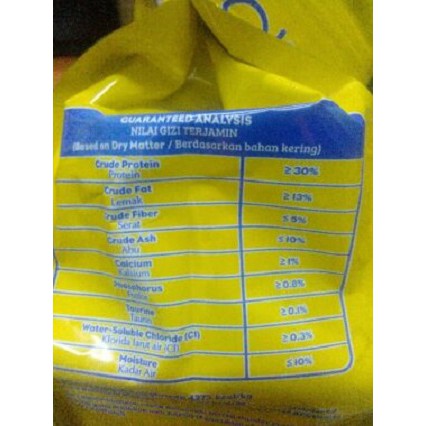 GUARANTEED ANALYSIS
NILAI GIZI TERJAMIN
(Based on Dry Matter / Berdasarkan bahan kering)
Crude Protein
Protein
≥30%
Crude Fat
Lemak
≥13%
Crude Fiber
Serat
≤5%
Crude Ash
Abu
≤10%
Calcium
Kalsium
≥1%
Phosphorus
≥0.8%
Taurine
Taurin
≥0.1%
Water-Soluble Chloride (Cl)
Klorida larut air (Cl)
≥0.3%
Moisture
Kadar Air
≤10%